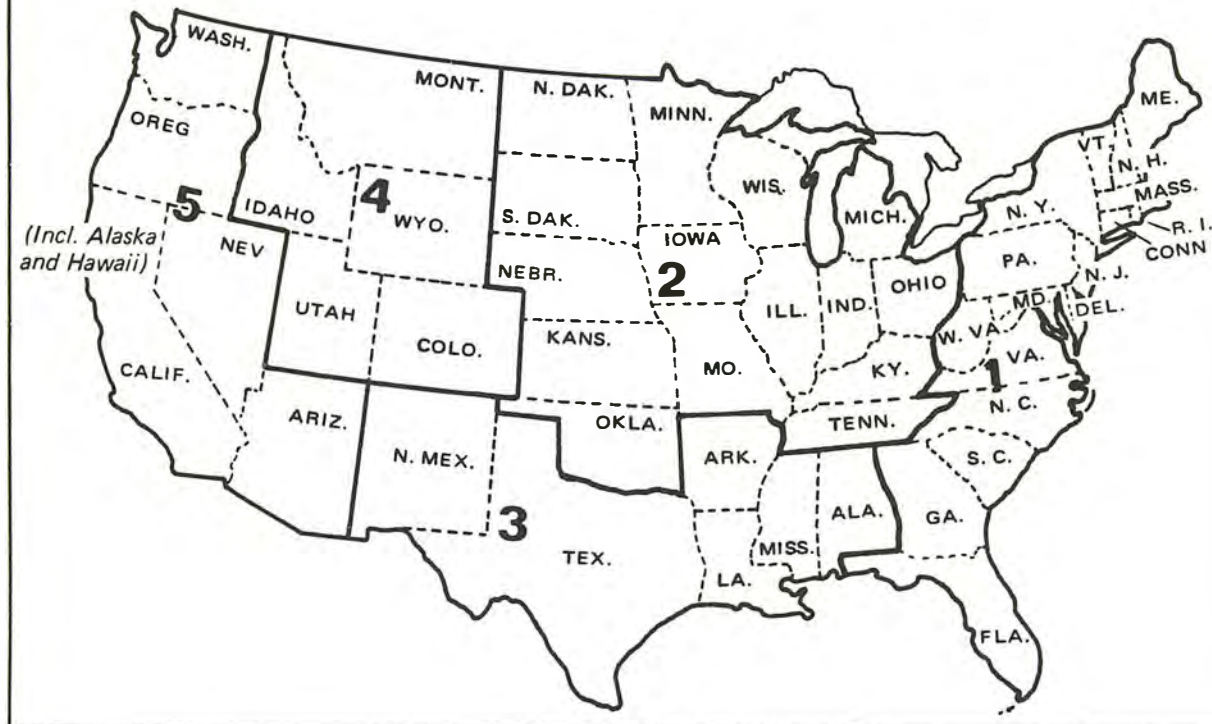 WASH.
MONT.
N. DAK.
MINN.
ME.
OREG
VT.
N. H.
WIS.
MASS.
5
4
IDAHO
WYO.
S. DAK.
MICH.
N. Y.
R. I.
(Incl. Alaska
and Hawaii)
NEV
IOWA
CONN
NEBR.
2
PA.
N. J.
OHIO
UTAH
ILL.
IND.
MD.
DEL.
COLO.
KANS.
W. VA.
VA.
CALIF.
MO.
KY.
1
ARIZ.
OKLA.
TENN.
N. C.
N. MEX.
ARK.
S. C.
3
ALA.
GA.
TEX.
MISS.
LA.
FLA.